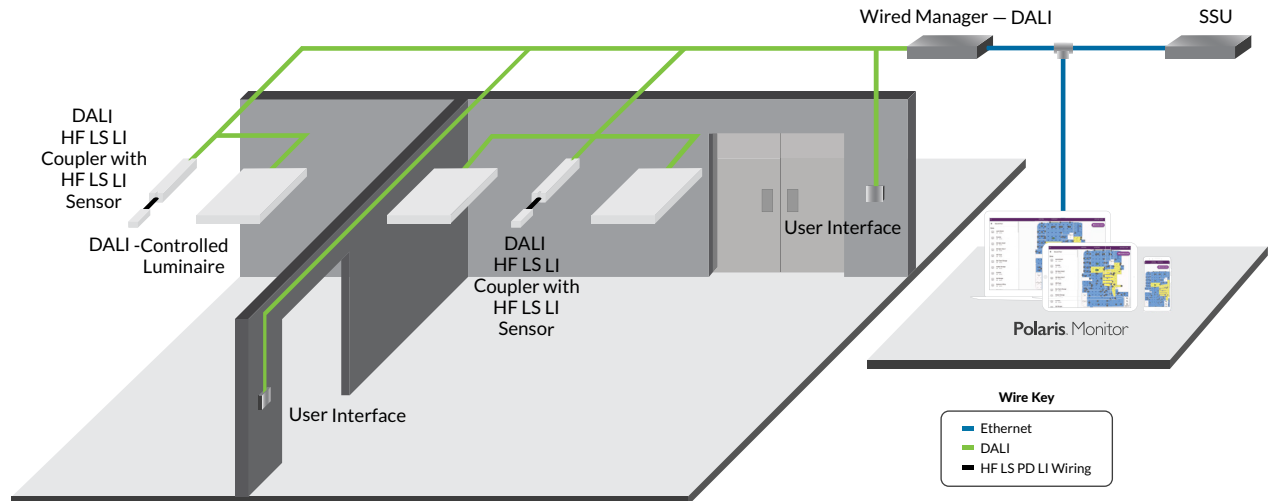 Wired Manager — DALI
SSU
DALI
HF LS LI
Coupler with
HF LS LI
Sensor
DALI -Controlled
Luminaire
DALI
HF LS LI
Coupler with
HF LS LI
Sensor
User Interface
User Interface
Polaris. Monitor
Wire Key
Ethernet
DALI
HF LS PD LI Wiring